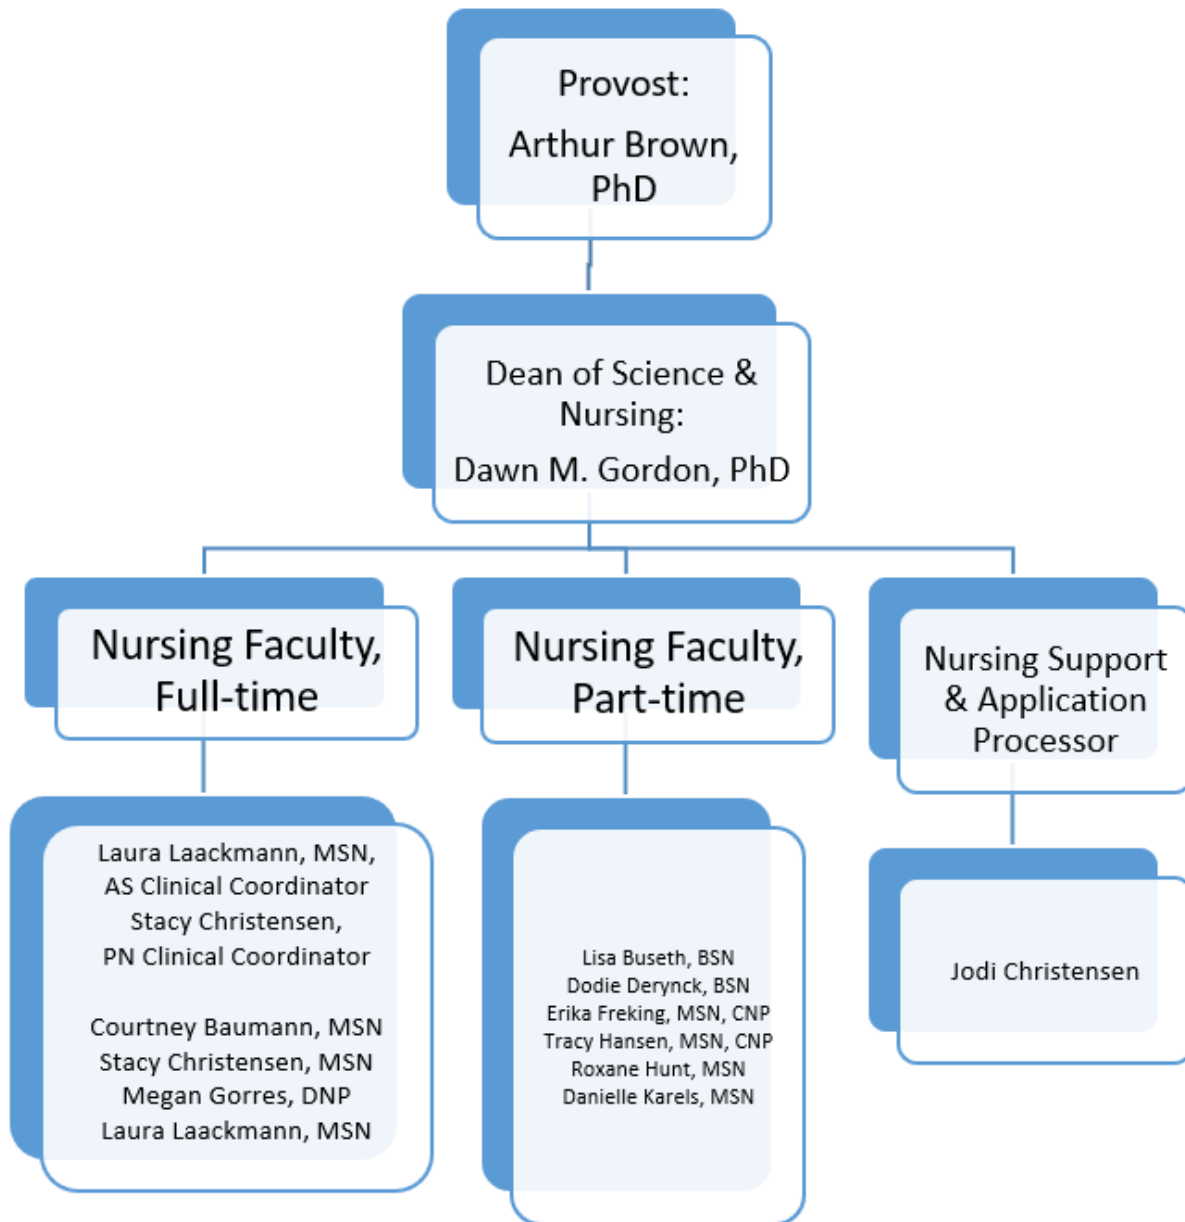 Provost:
Arthur Brown,
PhD
Dean of Science &
Nursing:
Dawn M. Gordon, PhD
Nursing Faculty,
Full-time
Nursing Faculty,
Part-time
Nursing Support
& Application
Processor
Laura Laackmann, MSN,
AS Clinical Coordinator
Stacy Christensen,
PN Clinical Coordinator
Courtney Baumann, MSN
Stacy Christensen, MSN
Megan Gorres, DNP
Laura Laackmann, MSN
Lisa Buseth, BSN
Dodie Derynck, BSN
Erika Freking, MSN, CNP
Tracy Hansen, MSN, CNP
Roxane Hunt, MSN
Danielle Karels, MSN
Jodi Christensen